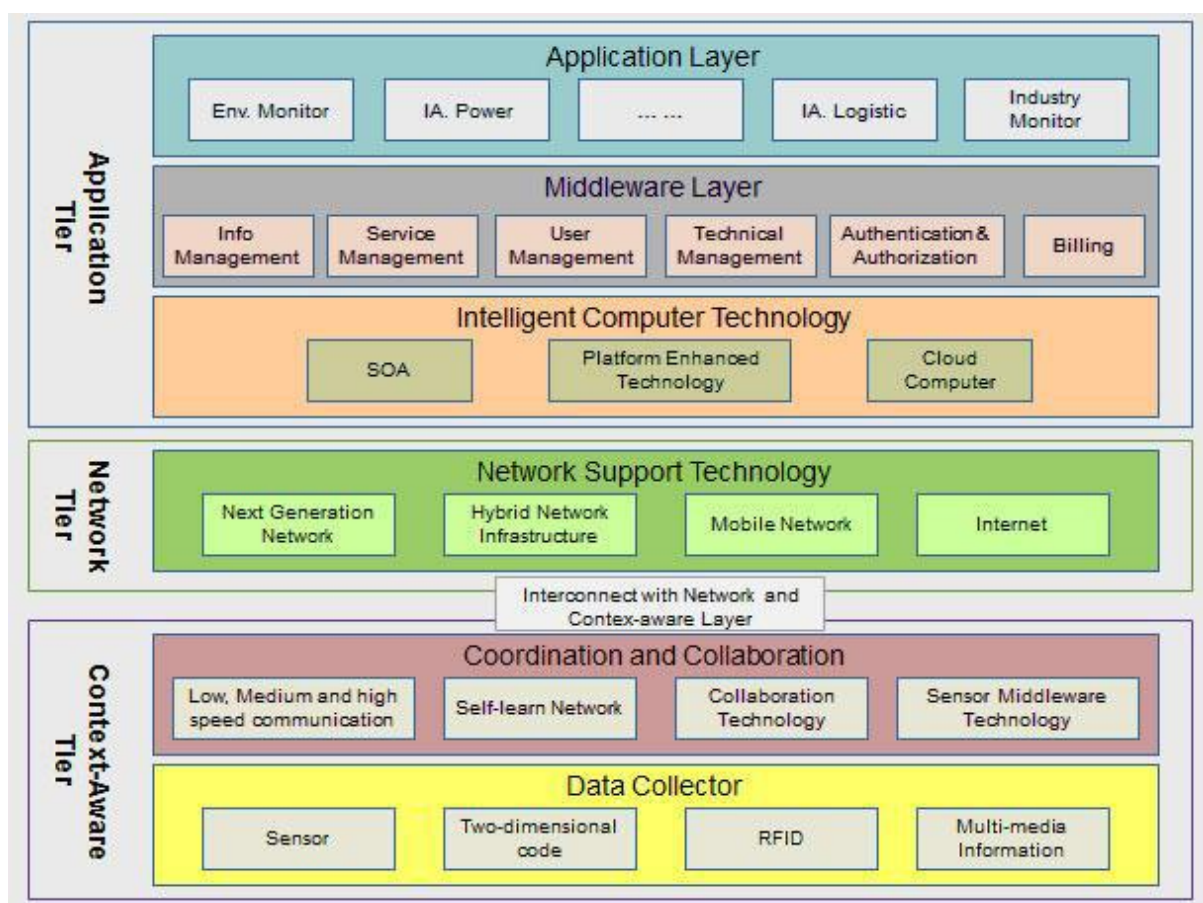 Application Tier
Application Layer
Env. Monitor
IA. Power
... ...
IA. Logistic
Industry
Monitor
Middleware Layer
Info
Management
Service
Management
User
Management
Technical
Management
Authentication &
Authorization
Billing
Intelligent Computer Technology
SOA
Platform Enhanced
Technology
Cloud
Computer
Network Tier
Network Support Technology
Next Generation
Network
Hybrid Network
Infrastructure
Mobile Network
Internet
Interconnect with Network and
Contex-aware Layer
Context-Aware Tier
Coordination and Collaboration
Low, Medium and high
speed communication
Self-learn Network
Collaboration
Technology
Sensor Middleware
Technology
Data Collector
Sensor
Two-dimensional
code
RFID
Multi-media
Information